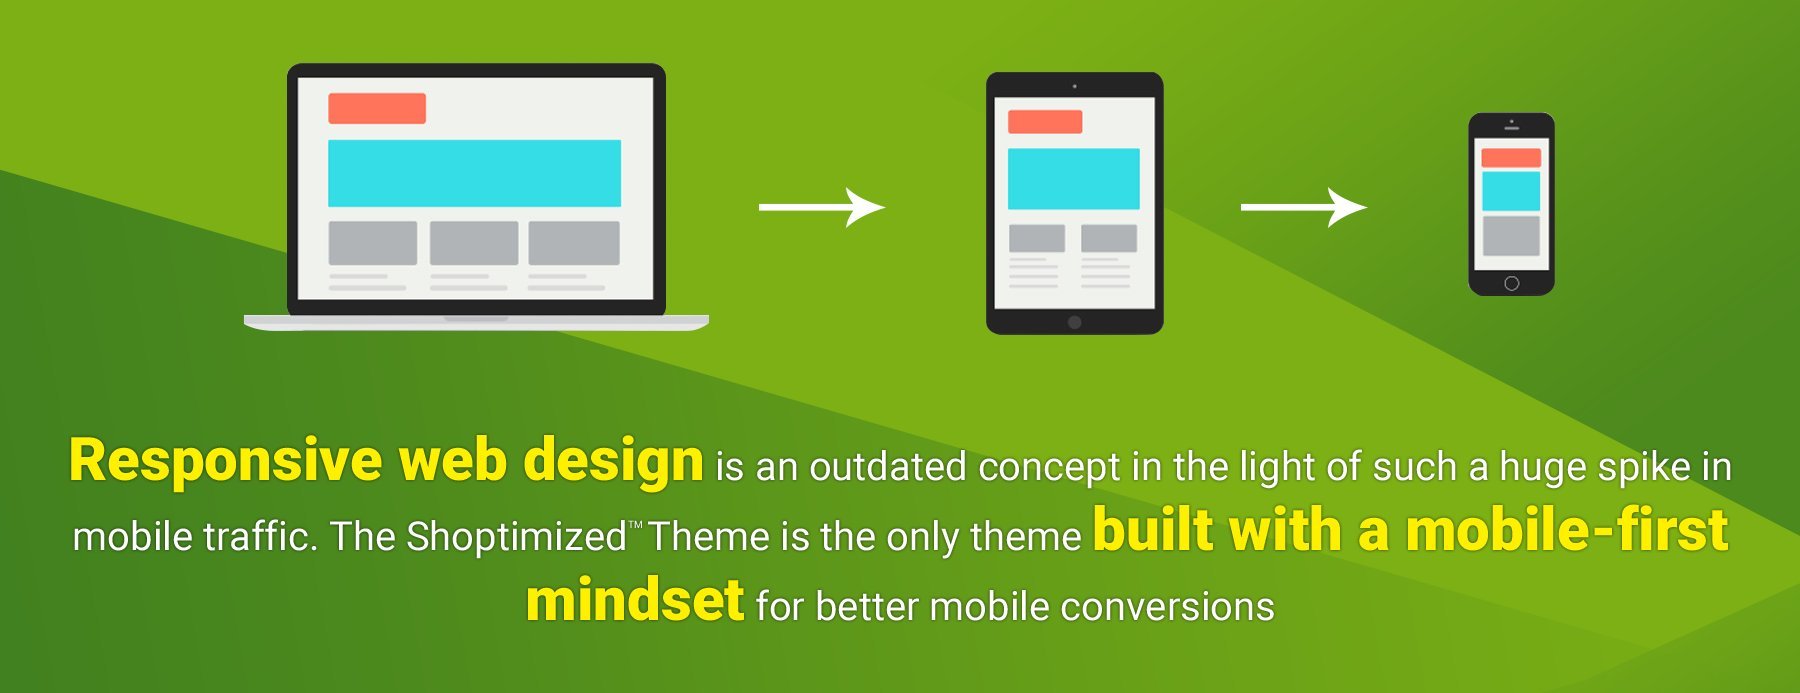 Responsive web design is an outdated concept in the light of such a huge spike in
mobile traffic. The Shoptimized™ Theme is the only theme built with a mobile-first
mindset for better mobile conversions